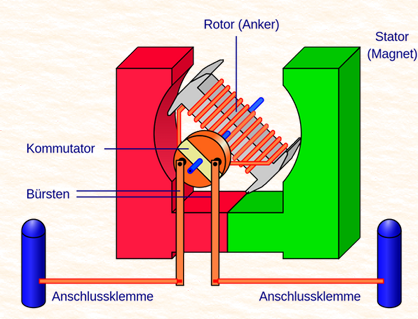 Rotor (Anker)
Stator
(Magnet)
Kommutator
Bürsten
Anschlussklemme
Anschlussklemme